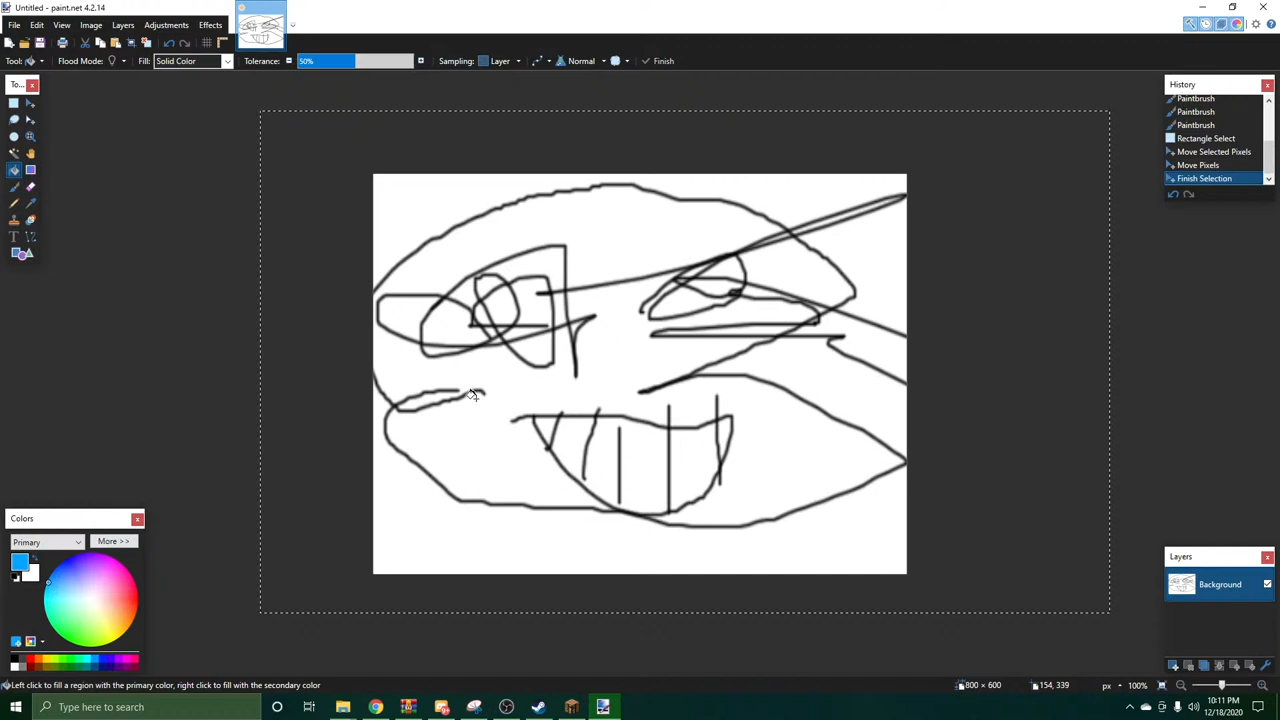 Untitled - paint.net 4.2.14
File Edit View Image Layers Adjustments Effects
Tool: Flood Mode: Fill: Solid Color Tolerance: 50% Sampling: Layer Normal Finish
To...
History
Paintbrush
Paintbrush
Paintbrush
Rectangle Select
Move Selected Pixels
Move Pixels
Finish Selection
Colors
Primary More >>
Layers
Background
Left click to fill a region with the primary color, right click to fill with the secondary color 800 × 600 154, 339 px 100%
Type here to search
10:11 PM
12/18/2020